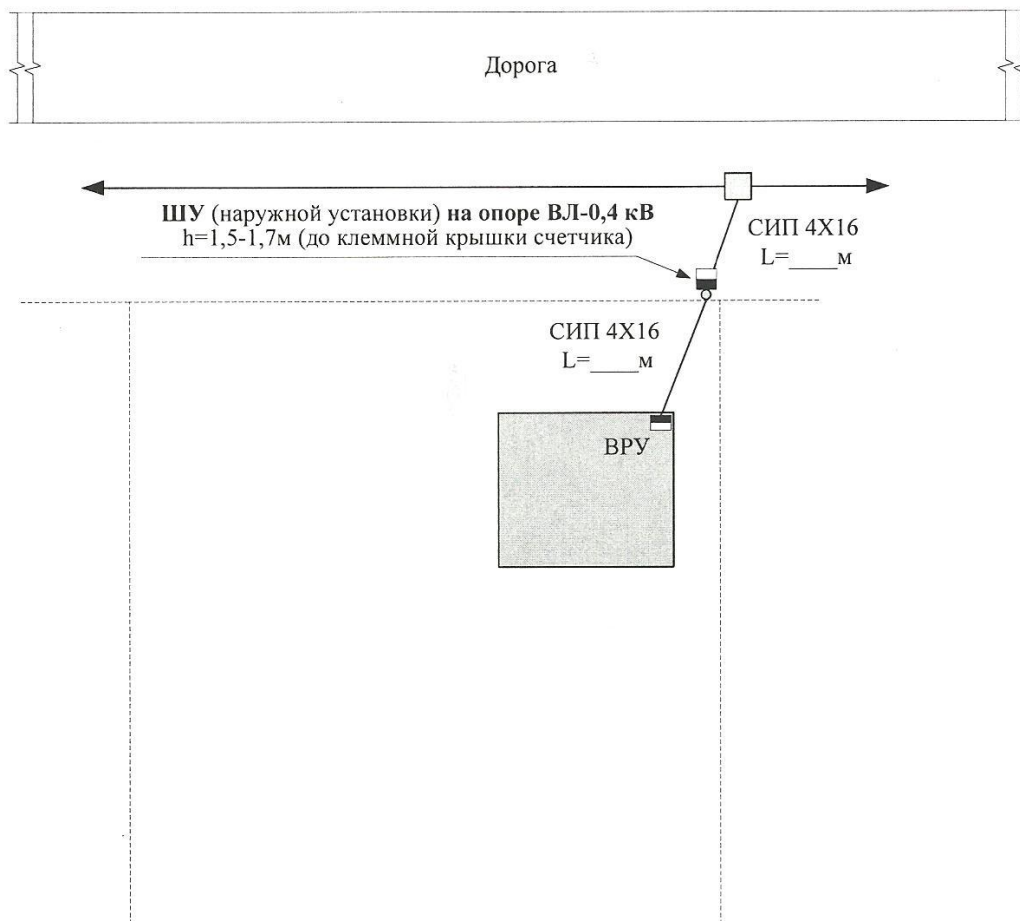 Дорога
ШУ (наружной установки) на опоре ВЛ-0,4 кВ
h=1,5-1,7м (до клеммной крышки счетчика)
СИП 4Х16
L=____м
СИП 4Х16
L=____м
ВРУ